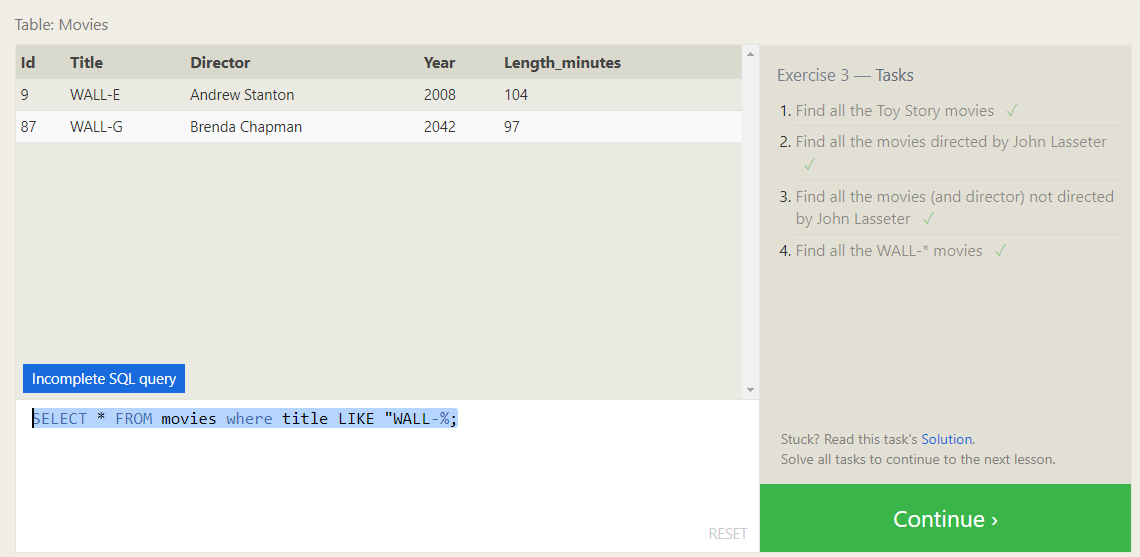 Table: Movies
Id Title Director Year Length_minutes
9 WALL-E Andrew Stanton 2008 104
87 WALL-G Brenda Chapman 2042 97
Incomplete SQL query
SELECT * FROM movies where title LIKE "WALL-%;
RESET
Exercise 3 — Tasks
1. Find all the Toy Story movies ✓
2. Find all the movies directed by John Lasseter
✓
3. Find all the movies (and director) not directed
by John Lasseter ✓
4. Find all the WALL-* movies ✓
Stuck? Read this task's Solution.
Solve all tasks to continue to the next lesson.
Continue ›